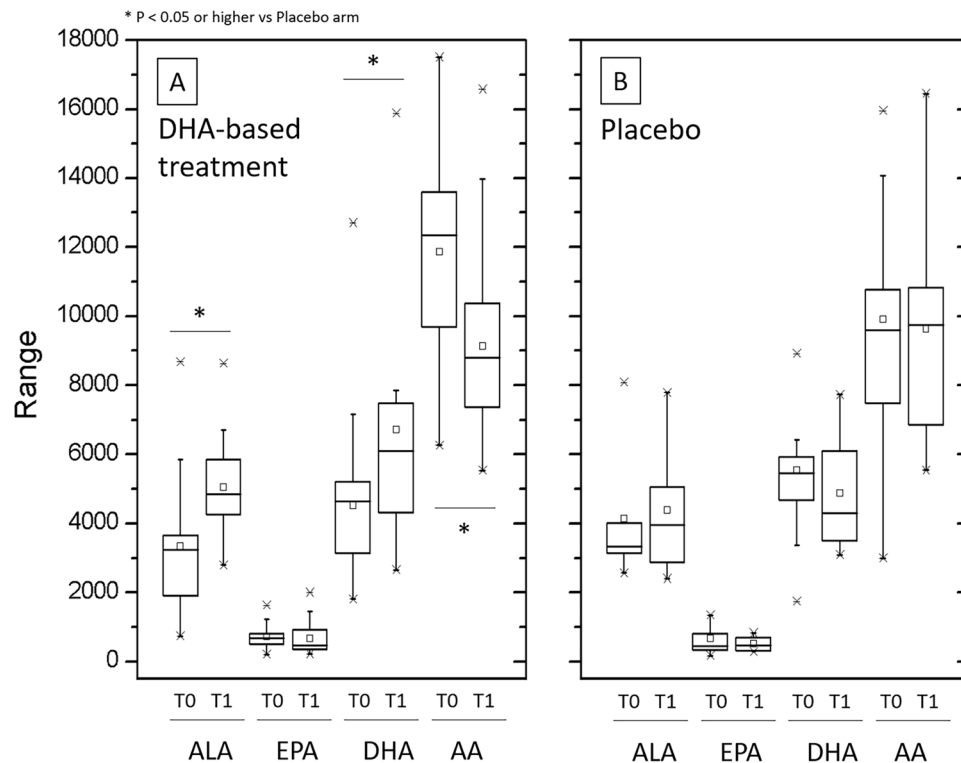 * P < 0.05 or higher vs Placebo arm
18000
16000
14000
12000
10000
8000
6000
4000
2000
0
Range
A
DHA-based
treatment
*
*
*
T0 T1 T0 T1 T0 T1 T0 T1
ALA EPA DHA AA
B
Placebo
T0 T1 T0 T1 T0 T1 T0 T1
ALA EPA DHA AA